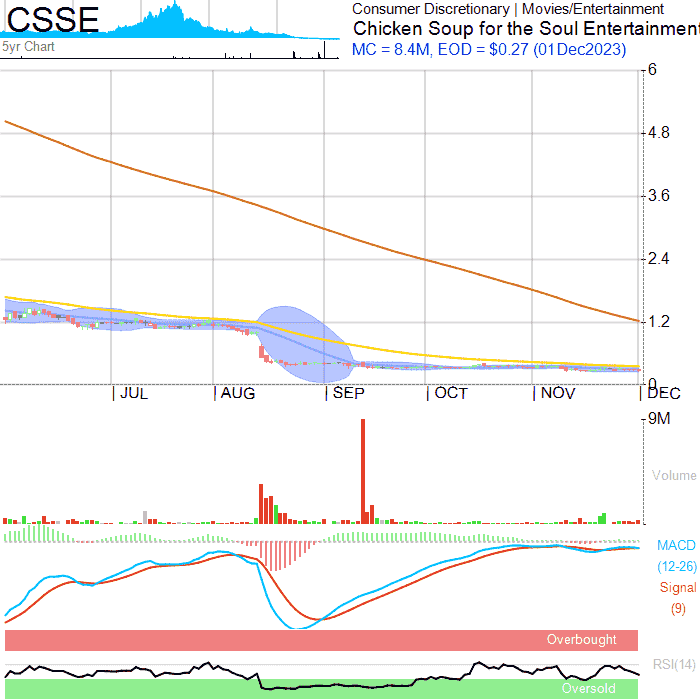 CSSE
5yr Chart
Consumer Discretionary | Movies/Entertainment
Chicken Soup for the Soul Entertainment
MC = 8.4M, EOD = $0.27 (01Dec2023)
6
4.8
3.6
2.4
1.2
0
JUL AUG SEP OCT NOV DEC
9M
Volume
MACD
(12-26)
Signal
(9)
Overbought
RSI(14)
Oversold